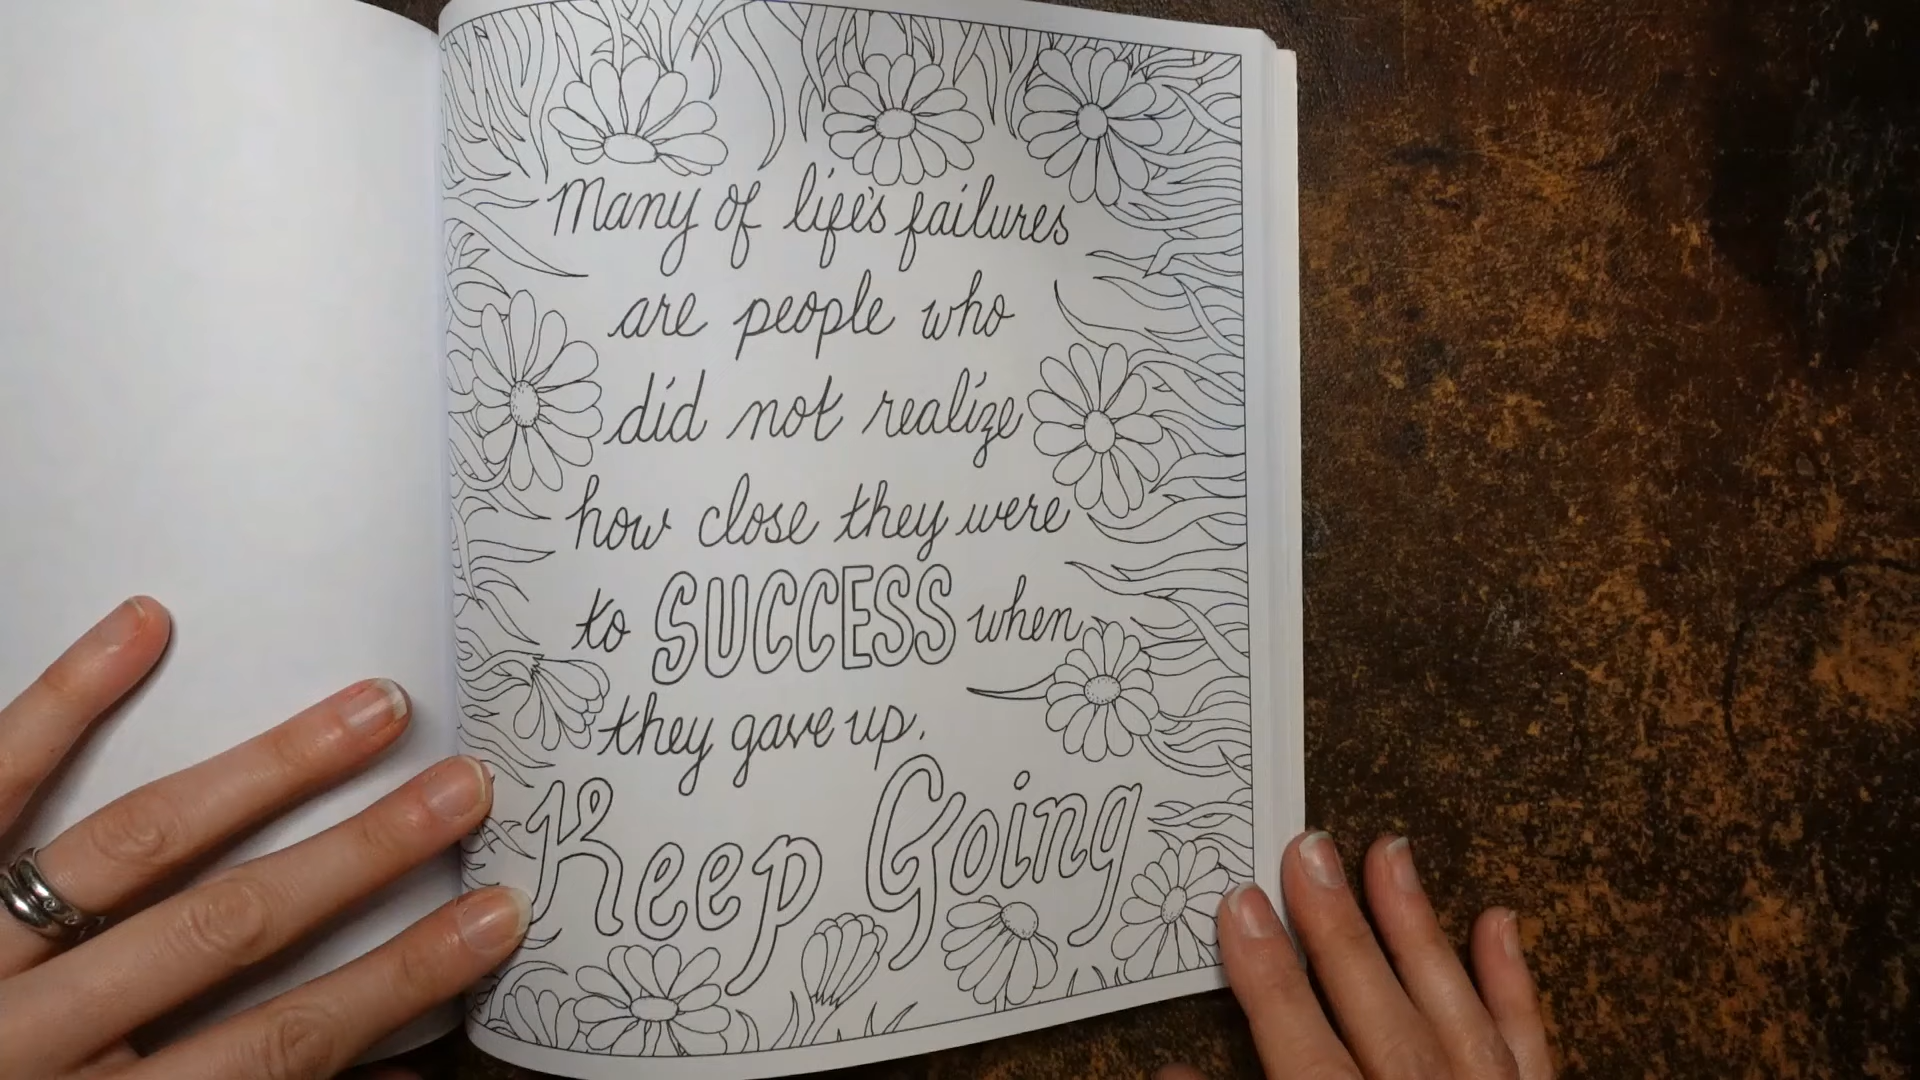 Many of life's failures
are people who
did not realize
how close they were
to SUCCESS when
they gave up.
Keep Going